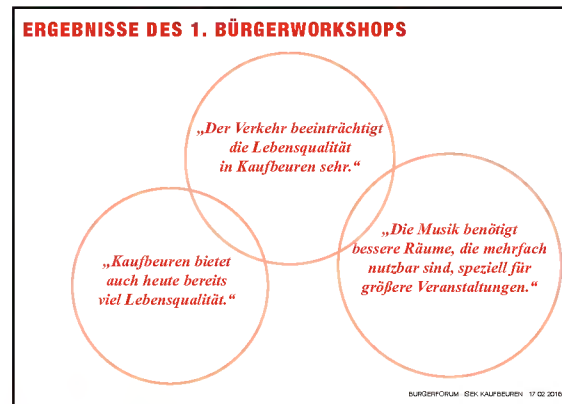 ERGEBNISSE DES 1. BÜRGERWORKSHOPS
„Der Verkehr beeinträchtigt
die Lebensqualität
in Kaufbeuren sehr.“
„Kaufbeuren bietet
auch heute bereits
viel Lebensqualität.“
„Die Musik benötigt
bessere Räume, die mehrfach
nutzbar sind, speziell für
größere Veranstaltungen.“
BÜRGERFORUM ISEK KAUFBEUREN 17 02 2016